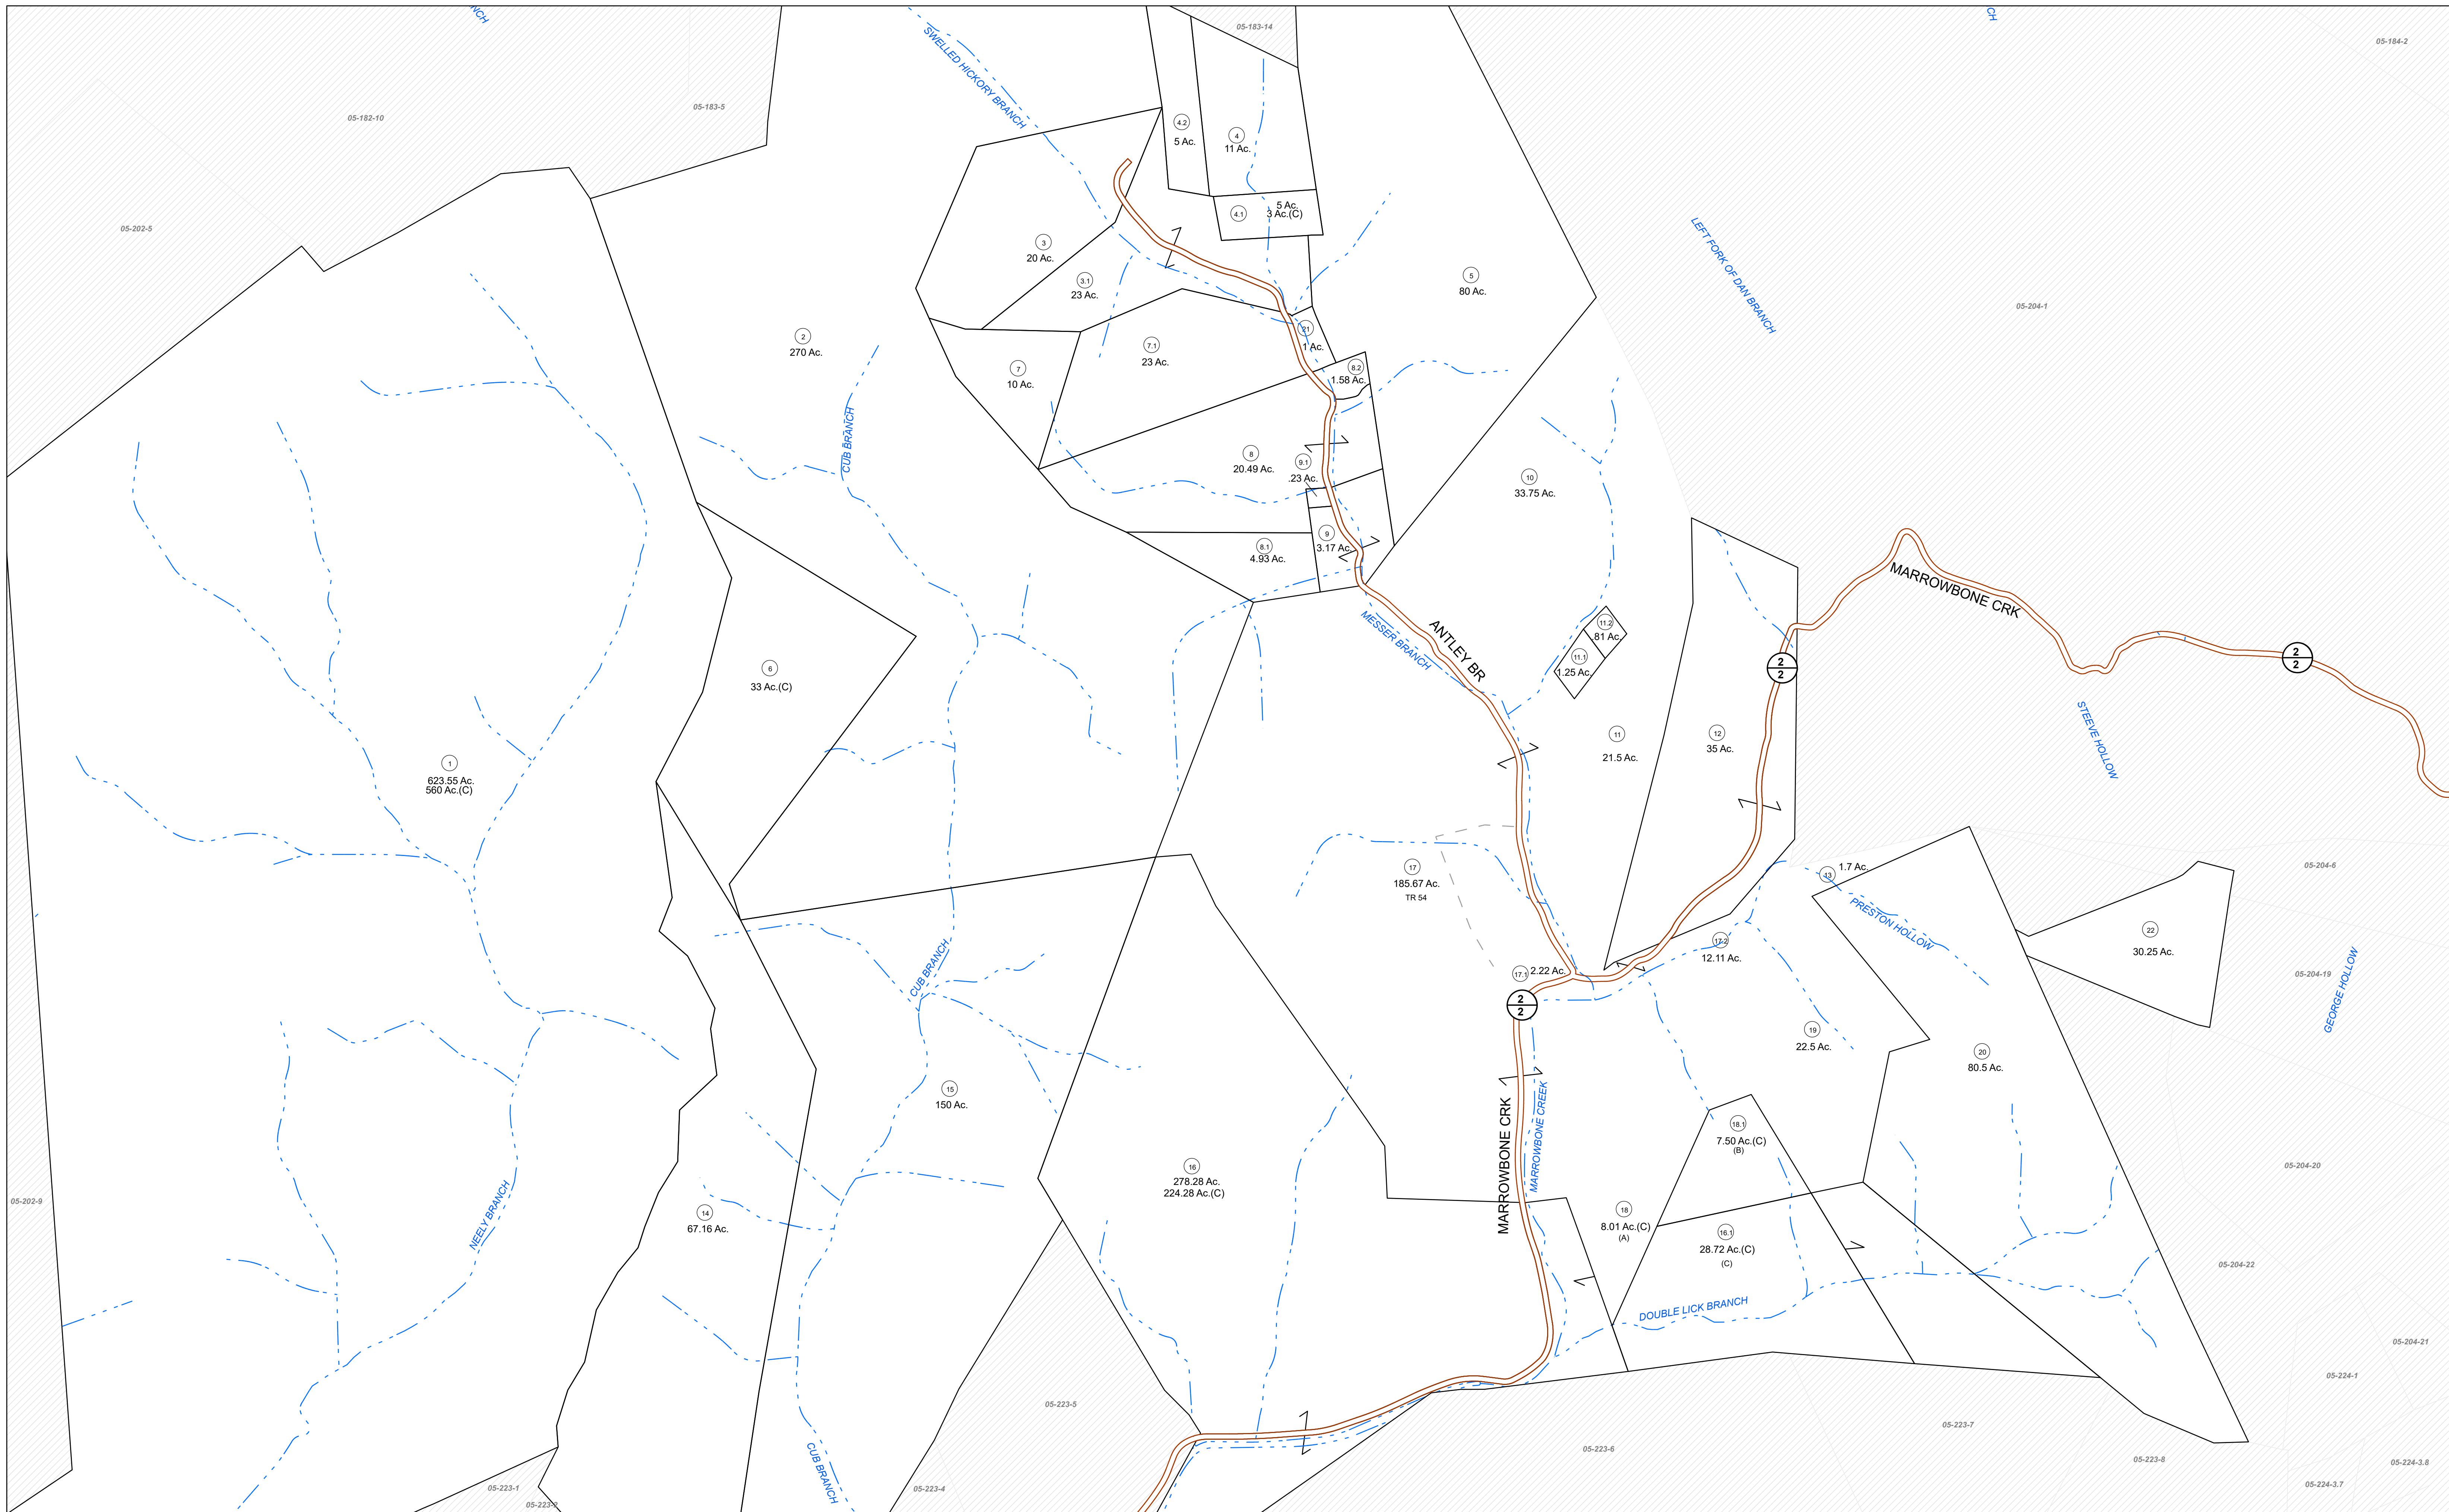 NCH
05-183-14
CH
05-184-2
SWELLED HICKORY BRANCH
05-183-5
05-182-10
4.2
5 Ac.
4
11 Ac.
4.1
5 Ac.
3 Ac.(C)
05-202-5
3
20 Ac.
3.1
23 Ac.
5
80 Ac.
LEFT FORK OF DAN BRANCH
05-204-1
2
270 Ac.
7
10 Ac.
7.1
23 Ac.
21
1 Ac.
8.2
1.58 Ac.
CUB BRANCH
8
20.49 Ac.
9.1
.23 Ac.
10
33.75 Ac.
8.1
4.93 Ac.
9
3.17 Ac.
MARROWBONE CRK
MESSER BRANCH
ANTLEY BR
11.2
.81 Ac.
11.1
1.25 Ac.
2
2
2
2
6
33 Ac.(C)
STEEVE HOLLOW
11
21.5 Ac.
12
35 Ac.
1
623.55 Ac.
560 Ac.(C)
17
185.67 Ac.
TR 54
13
1.7 Ac.
05-204-6
PRESTON HOLLOW
22
30.25 Ac.
17.2
12.11 Ac.
CUB BRANCH
17.1
2.22 Ac.
05-204-19
GEORGE HOLLOW
2
2
19
22.5 Ac.
20
80.5 Ac.
15
150 Ac.
MARROWBONE CRK
MARROWBONE CREEK
18.1
7.50 Ac.(C)
(B)
05-204-20
16
278.28 Ac.
224.28 Ac.(C)
05-202-9
NEELY BRANCH
14
67.16 Ac.
18
8.01 Ac.(C)
(A)
16.1
28.72 Ac.(C)
(C)
05-204-22
DOUBLE LICK BRANCH
05-204-21
05-224-1
05-223-5
05-223-7
05-223-6
05-223-8
05-224-3.8
CUB BRANCH
05-223-1
05-223-4
05-224-3.7
05-223-2